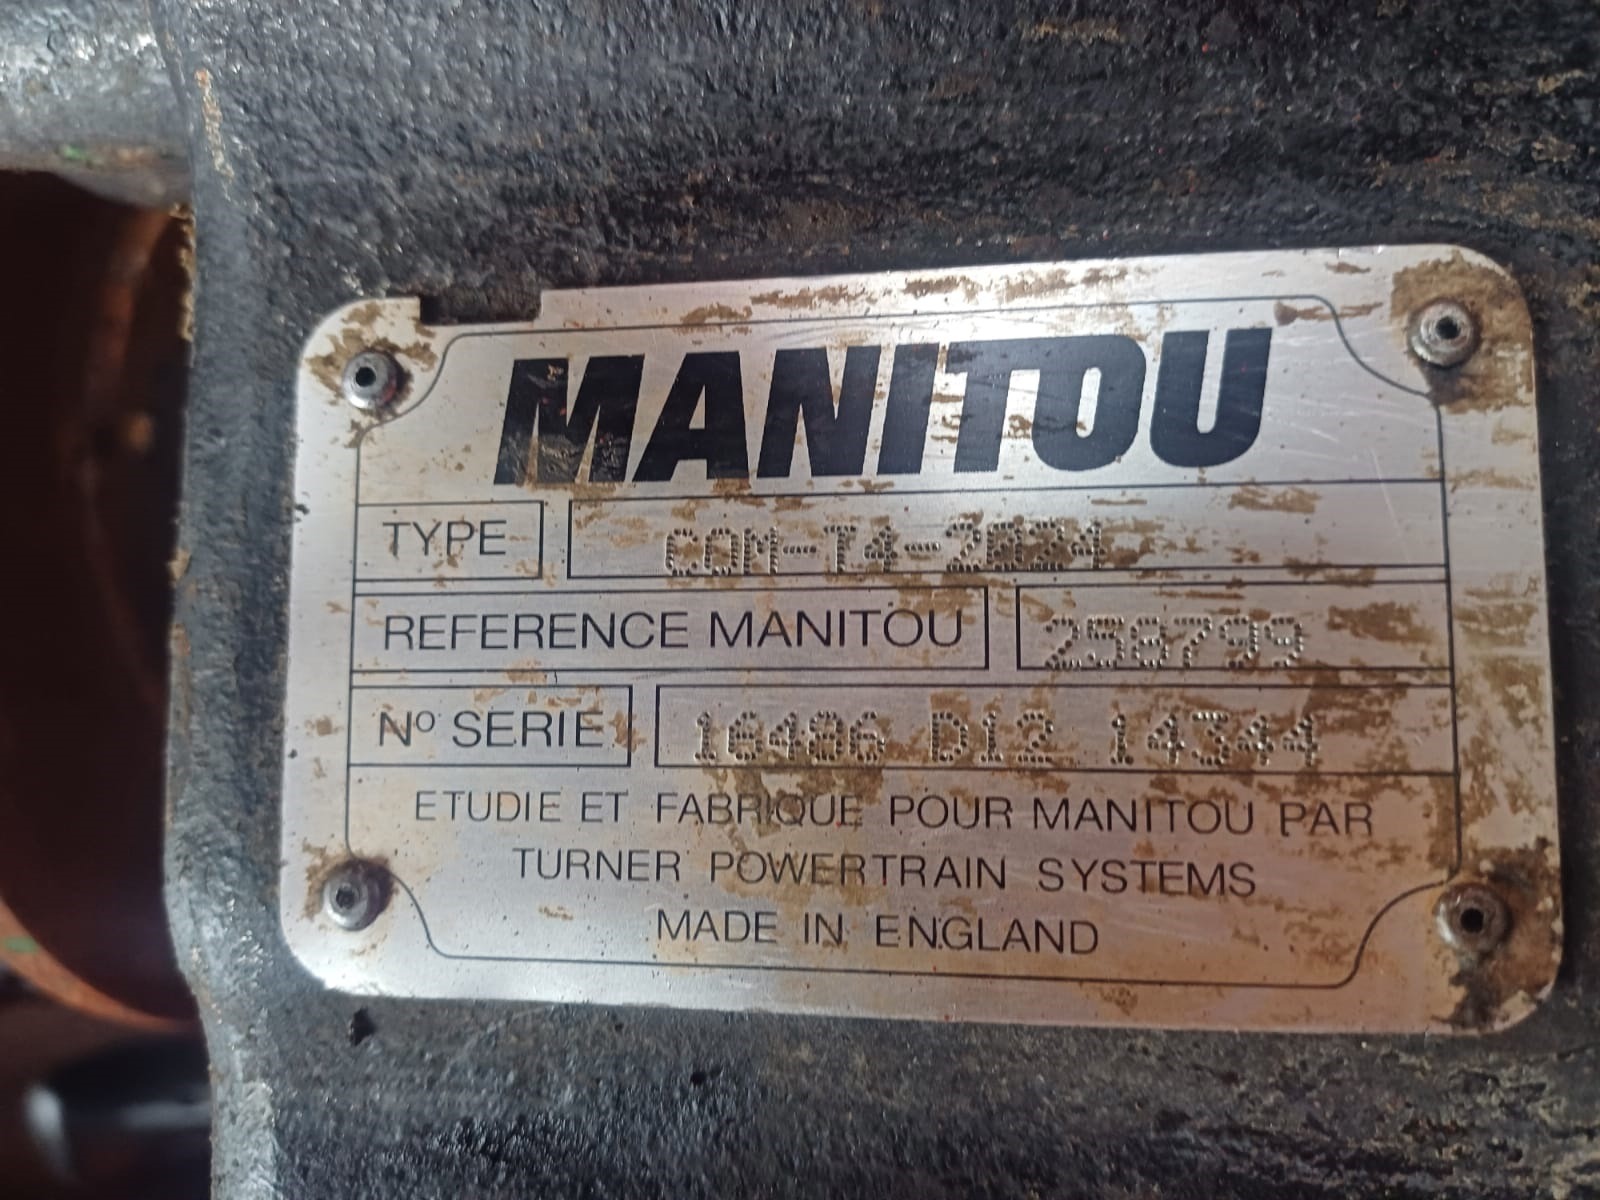 MANITOU
TYPE COM-T4-2024
REFERENCE MANITOU 258799
Nº SERIE 16486 D12 14344
ETUDIE ET FABRIQUE POUR MANITOU PAR
TURNER POWERTRAIN SYSTEMS
MADE IN ENGLAND